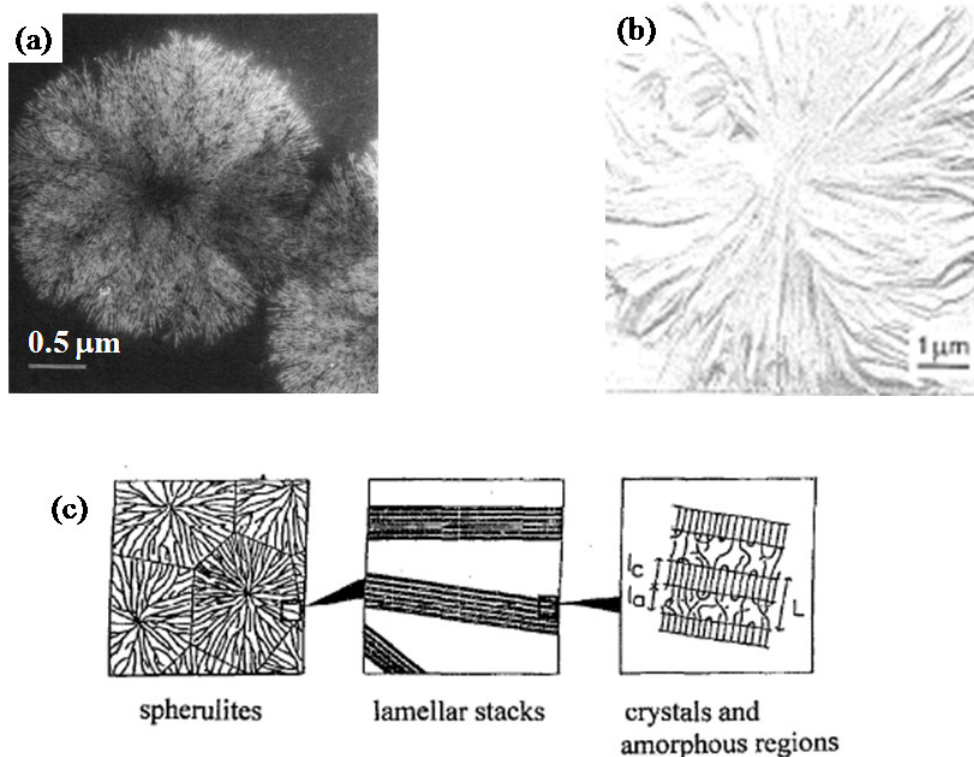 (a)
(b)
0.5 μm
1 μm
(c)
lc
la
L
spherulites
lamellar stacks
crystals and
amorphous regions